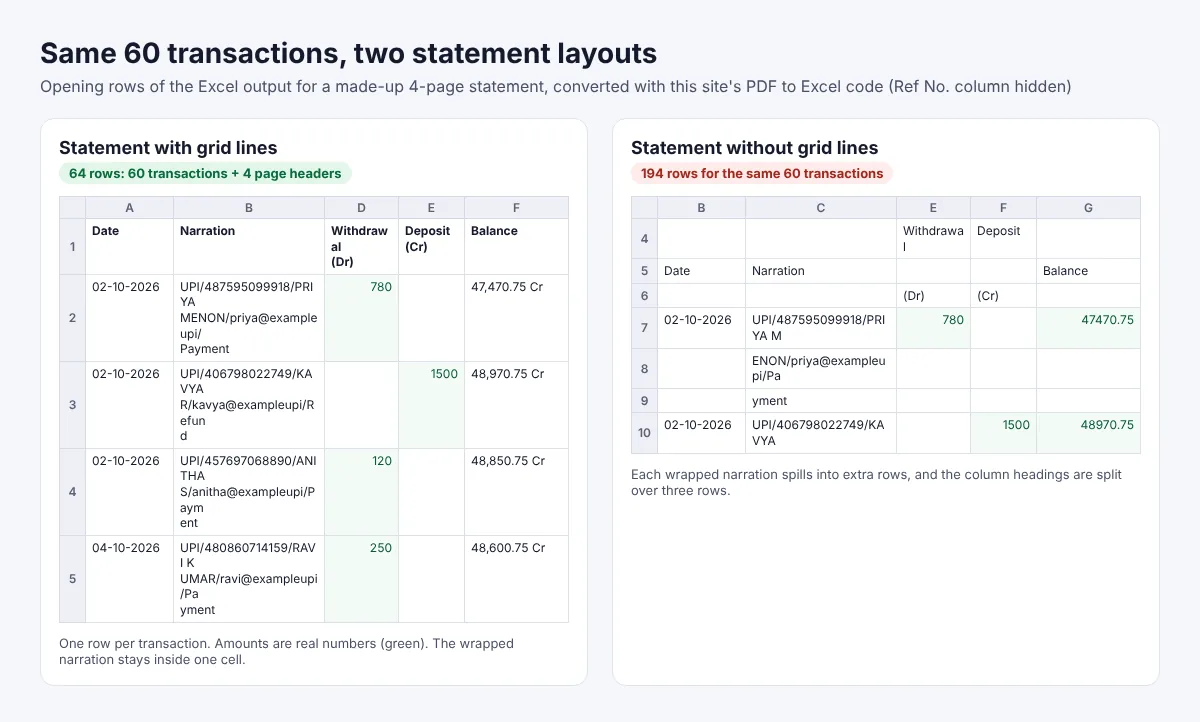 Same 60 transactions, two statement layouts
Opening rows of the Excel output for a made-up 4-page statement, converted with this site's PDF to Excel code (Ref No. column hidden)
Statement with grid lines
64 rows: 60 transactions + 4 page headers
A B D E F
1 Date Narration Withdraw Deposit Balance
al (Cr)
(Dr)
2 02-10-2026 UPI/487595099918/PRI 780 47,470.75 Cr
YA
MENON/priya@example
upi/
Payment
3 02-10-2026 UPI/406798022749/KA 1500 48,970.75 Cr
VYA
R/kavya@exampleupi/R
efun
d
4 02-10-2026 UPI/457697068890/ANI 120 48,850.75 Cr
THA
S/anitha@exampleupi/P
aym
ent
5 04-10-2026 UPI/480860714159/RAV 250 48,600.75 Cr
I K
UMAR/ravi@exampleupi
/Pa
yment
One row per transaction. Amounts are real numbers (green). The wrapped
narration stays inside one cell.
Statement without grid lines
194 rows for the same 60 transactions
B C E F G
4 Withdrawa Deposit
l
5 Date Narration Balance
6 (Dr) (Cr)
7 02-10-2026 UPI/487595099918/PRI 780 47470.75
YA M
8 ENON/priya@exampleu
pi/Pa
9 yment
10 02-10-2026 UPI/406798022749/KA 1500 48970.75
VYA
Each wrapped narration spills into extra rows, and the column headings are split
over three rows.